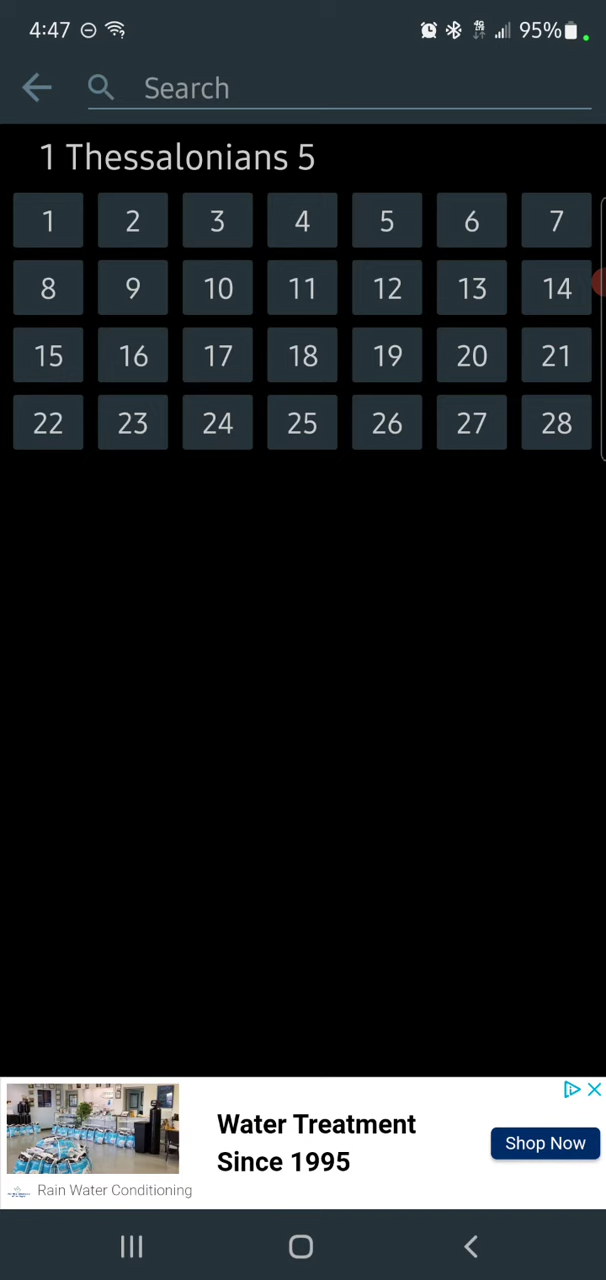 4:47 95%
Search
1 Thessalonians 5
1 2 3 4 5 6 7
8 9 10 11 12 13 14
15 16 17 18 19 20 21
22 23 24 25 26 27 28
Water Treatment
Since 1995
Shop Now
Rain Water Conditioning